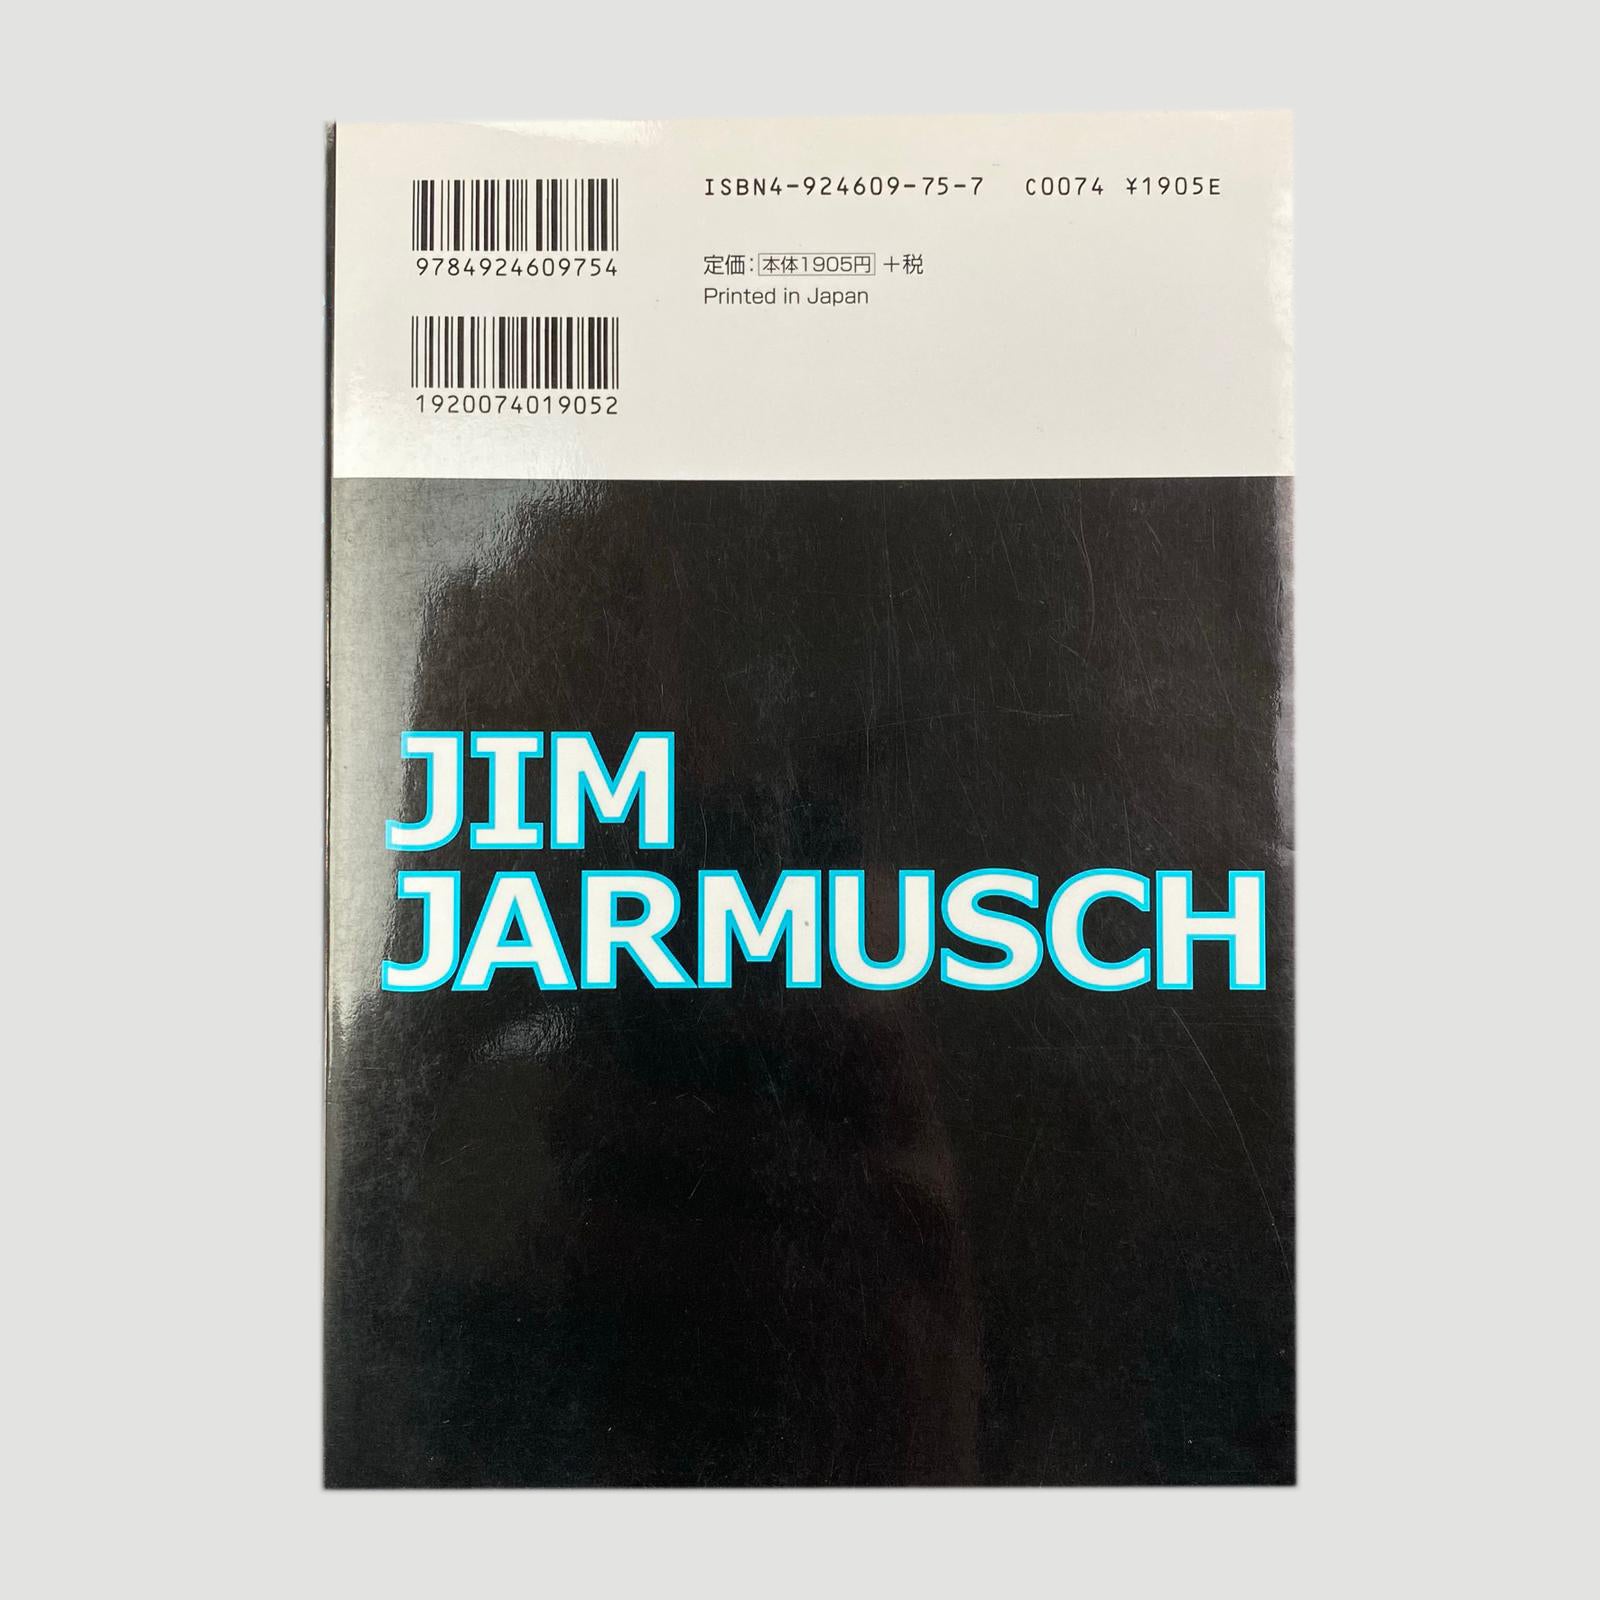 9784924609754
1920074019052
ISBN4-924609-75-7 C0074 ¥1905E
定価：本体1905円＋税
Printed in Japan
JIM
JARMUSCH